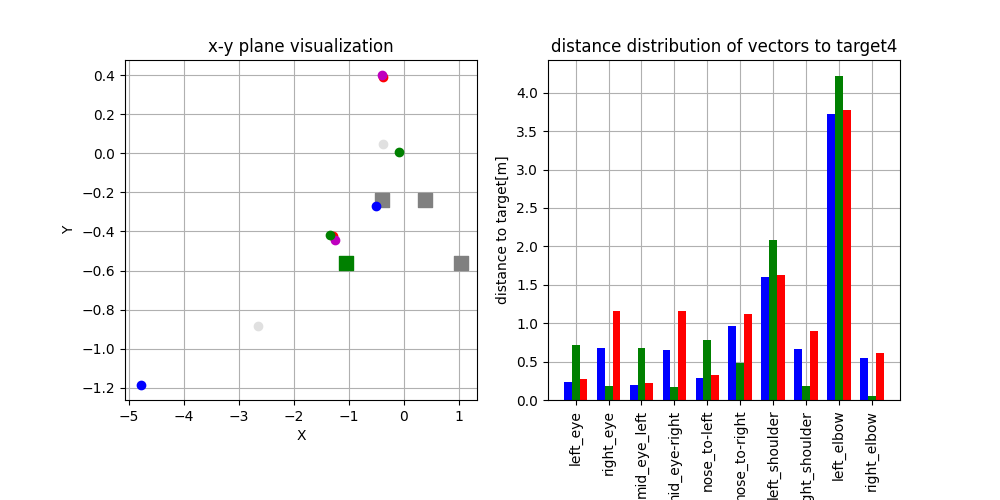 x-y plane visualization
0.4
0.2
0.0
−0.2
−0.4
−0.6
−0.8
−1.0
−1.2
Y
−5
−4
−3
−2
−1
0
1
X
distance distribution of vectors to target4
4.0
3.5
3.0
2.5
2.0
1.5
1.0
0.5
0.0
distance to target[m]
left_eye
right_eye
mid_eye_left
mid_eye-right
nose_to-left
nose_to-right
left_shoulder
ght_shoulder
left_elbow
right_elbow